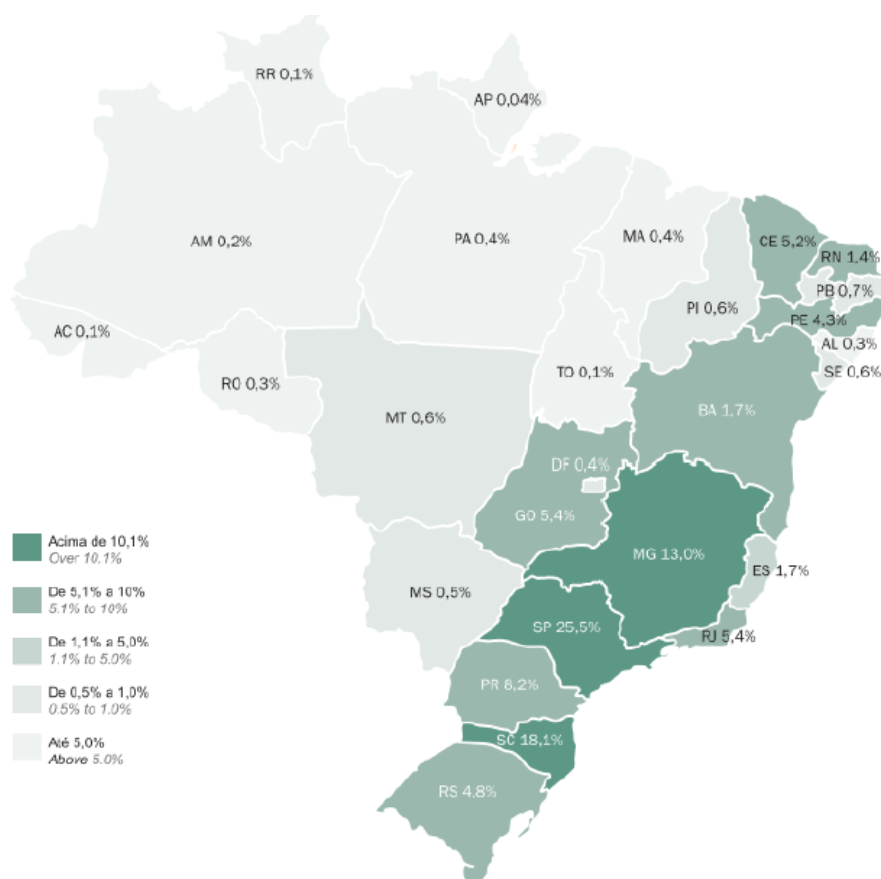 RR 0,1%
AP 0,04%
AM 0,2%
PA 0,4%
MA 0,4%
CE 5,2%
RN 1,4%
PB 0,7%
PI 0,6%
PE 4,3%
AC 0,1%
AL 0,3%
RO 0,3%
TO 0,1%
SE 0,6%
MT 0,6%
BA 1,7%
DF 0,4%
GO 5,4%
MG 13,0%
ES 1,7%
MS 0,5%
SP 25,5%
RJ 5,4%
PR 8,2%
SC 18,1%
RS 4,8%
Acima de 10,1%
Over 10.1%
De 5,1% a 10%
5.1% to 10%
De 1,1% a 5,0%
1.1% to 5.0%
De 0,5% a 1,0%
0.5% to 1.0%
Até 5,0%
Above 5.0%